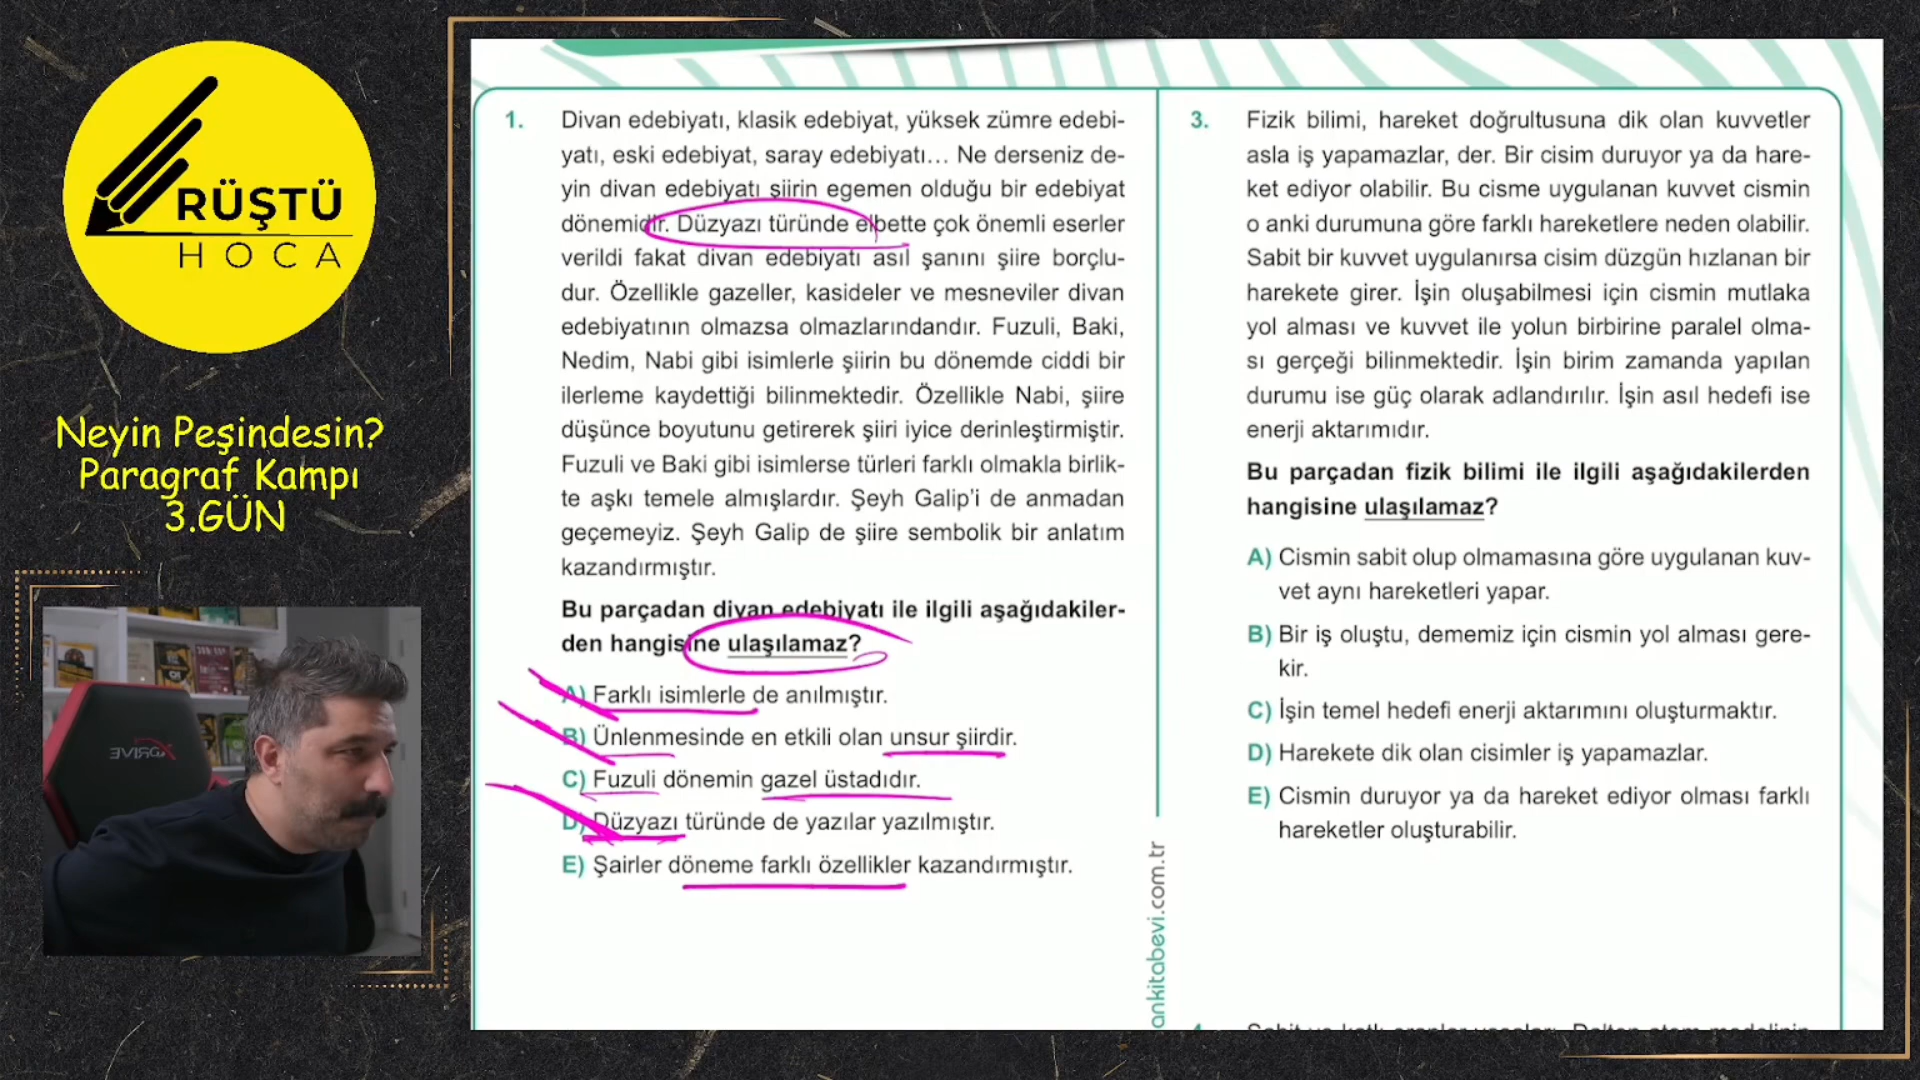 RÜŞTÜ
HOCA
Neyin Peşindesin?
Paragraf Kampı
3.GÜN
1. Divan edebiyatı, klasik edebiyat, yüksek zümre edebi-
yatı, eski edebiyat, saray edebiyatı... Ne derseniz de-
yin divan edebiyatı şiirin egemen olduğu bir edebiyat
dönemidir. Düzyazı türünde elbette çok önemli eserler
verildi fakat divan edebiyatı asıl şanını şiire borçlu-
dur. Özellikle gazeller, kasideler ve mesneviler divan
edebiyatının olmazsa olmazlarındandır. Fuzuli, Baki,
Nedim, Nabi gibi isimlerle şiirin bu dönemde ciddi bir
ilerleme kaydettiği bilinmektedir. Özellikle Nabi, şiire
düşünce boyutunu getirerek şiiri iyice derinleştirmiştir.
Fuzuli ve Baki gibi isimlerse türleri farklı olmakla birlik-
te aşkı temele almışlardır. Şeyh Galip'i de anmadan
geçemeyiz. Şeyh Galip de şiire sembolik bir anlatım
kazandırmıştır.
Bu parçadan divan edebiyatı ile ilgili aşağıdakiler-
den hangisine ulaşılamaz?
A) Farklı isimlerle de anılmıştır.
B) Ünlenmesinde en etkili olan unsur şiirdir.
C) Fuzuli dönemin gazel üstadıdır.
D) Düzyazı türünde de yazılar yazılmıştır.
E) Şairler döneme farklı özellikler kazandırmıştır.
3. Fizik bilimi, hareket doğrultusuna dik olan kuvvetler
asla iş yapamazlar, der. Bir cisim duruyor ya da hare-
ket ediyor olabilir. Bu cisme uygulanan kuvvet cismin
o anki durumuna göre farklı hareketlere neden olabilir.
Sabit bir kuvvet uygulanırsa cisim düzgün hızlanan bir
harekete girer. İşin oluşabilmesi için cismin mutlaka
yol alması ve kuvvet ile yolun birbirine paralel olma-
sı gerçeği bilinmektedir. İşin birim zamanda yapılan
durumu ise güç olarak adlandırılır. İşin asıl hedefi ise
enerji aktarımıdır.
Bu parçadan fizik bilimi ile ilgili aşağıdakilerden
hangisine ulaşılamaz?
A) Cismin sabit olup olmamasına göre uygulanan kuv-
vet aynı hareketleri yapar.
B) Bir iş oluştu, dememiz için cismin yol alması gere-
kir.
C) İşin temel hedefi enerji aktarımını oluşturmaktır.
D) Harekete dik olan cisimler iş yapamazlar.
E) Cismin duruyor ya da hareket ediyor olması farklı
hareketler oluşturabilir.
ankitabevi.com.tr